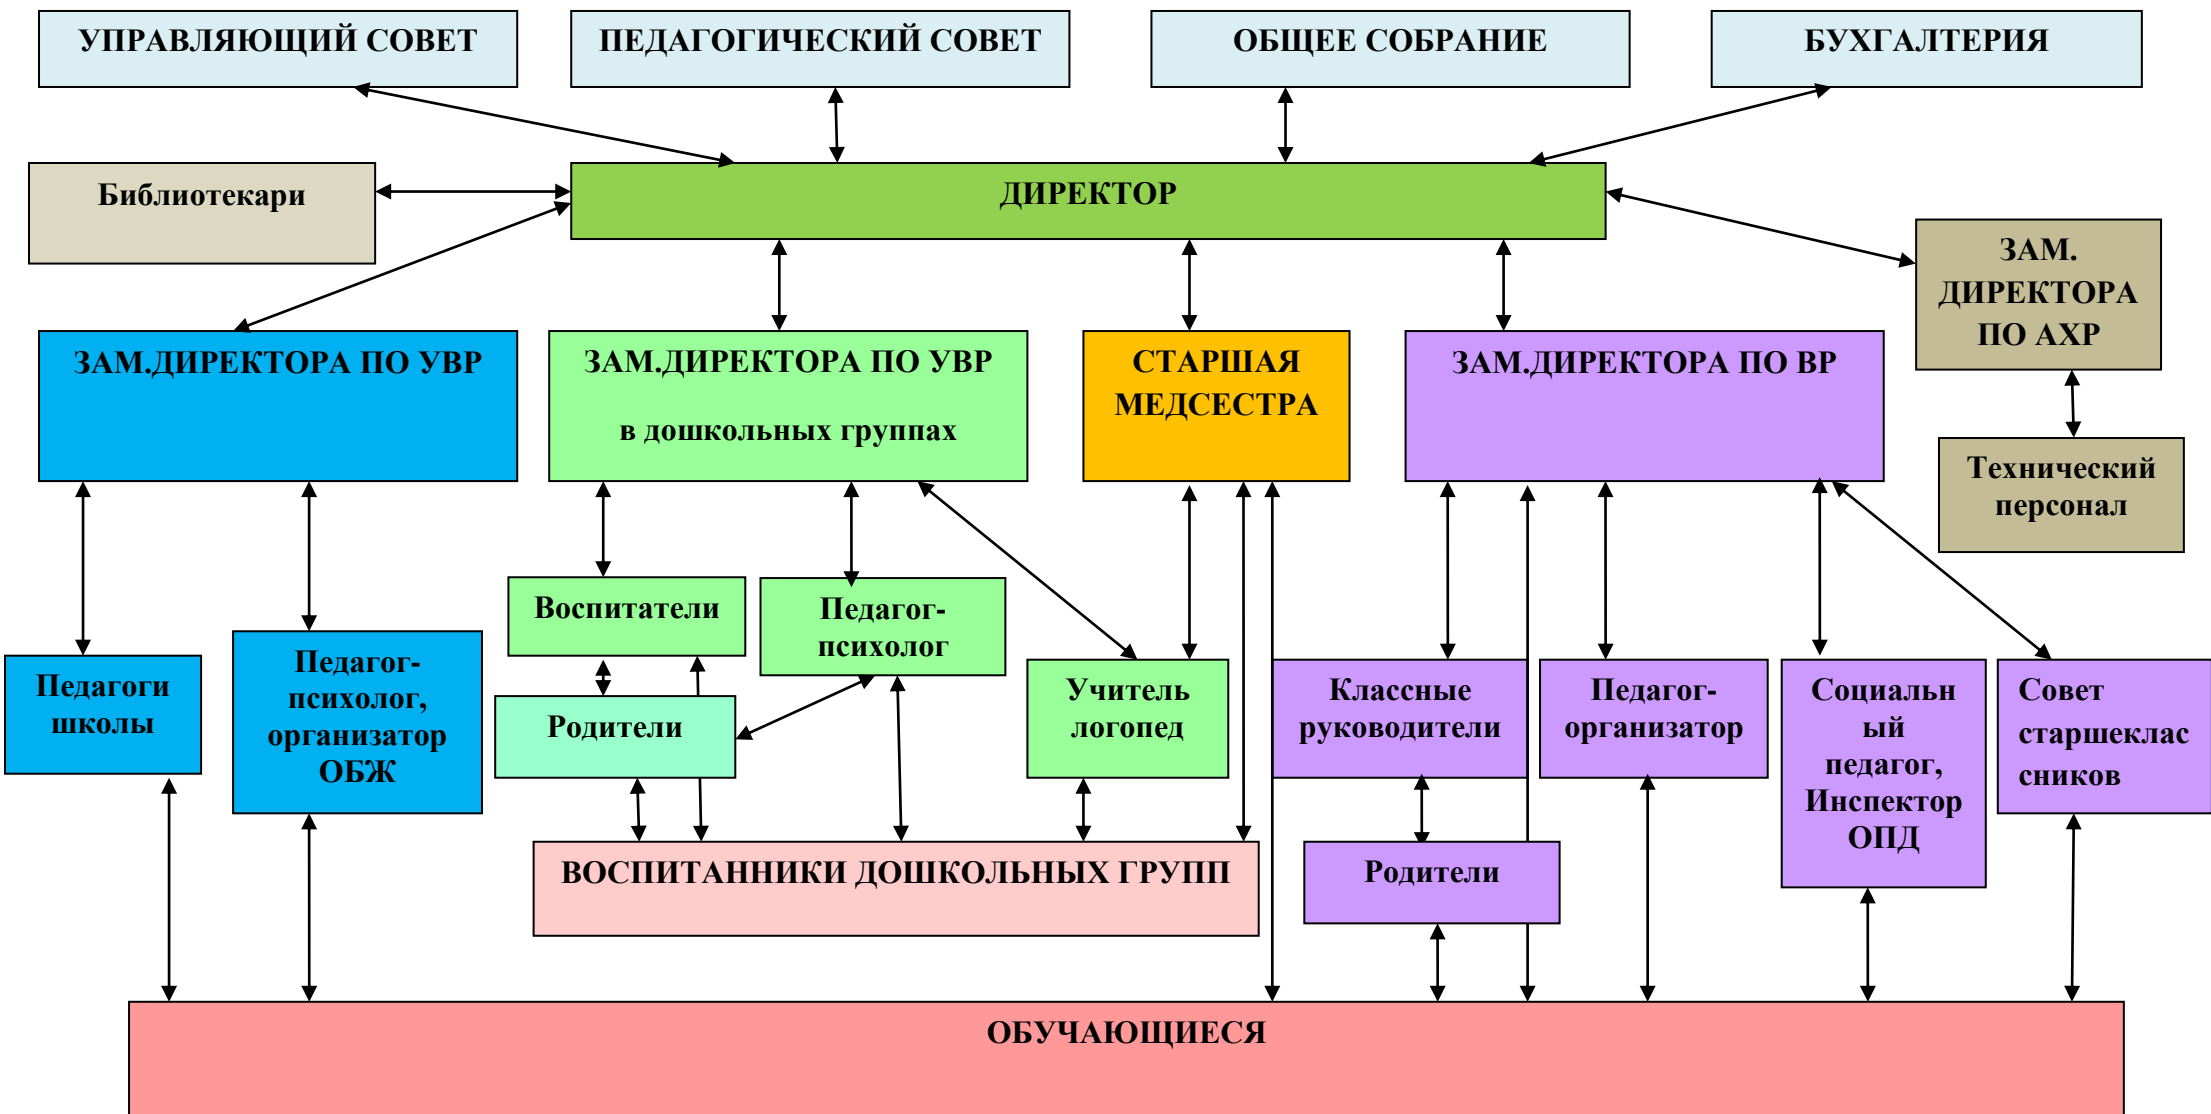 УПРАВЛЯЮЩИЙ СОВЕТ
ПЕДАГОГИЧЕСКИЙ СОВЕТ
ОБЩЕЕ СОБРАНИЕ
БУХГАЛТЕРИЯ
Библиотекари
ДИРЕКТОР
ЗАМ.
ДИРЕКТОРА
ПО АХР
ЗАМ.ДИРЕКТОРА ПО УВР
ЗАМ.ДИРЕКТОРА ПО УВР
в дошкольных группах
СТАРШАЯ
МЕДСЕСТРА
ЗАМ.ДИРЕКТОРА ПО ВР
Технический
персонал
Воспитатели
Педагог-
психолог
Педагоги
школы
Педагог-
психолог,
организатор
ОБЖ
Родители
Учитель
логопед
Классные
руководители
Педагог-
организатор
Социальн
ый
педагог,
Инспектор
ОПД
Совет
старшеклас
сников
ВОСПИТАННИКИ ДОШКОЛЬНЫХ ГРУПП
Родители
ОБУЧАЮЩИЕСЯ